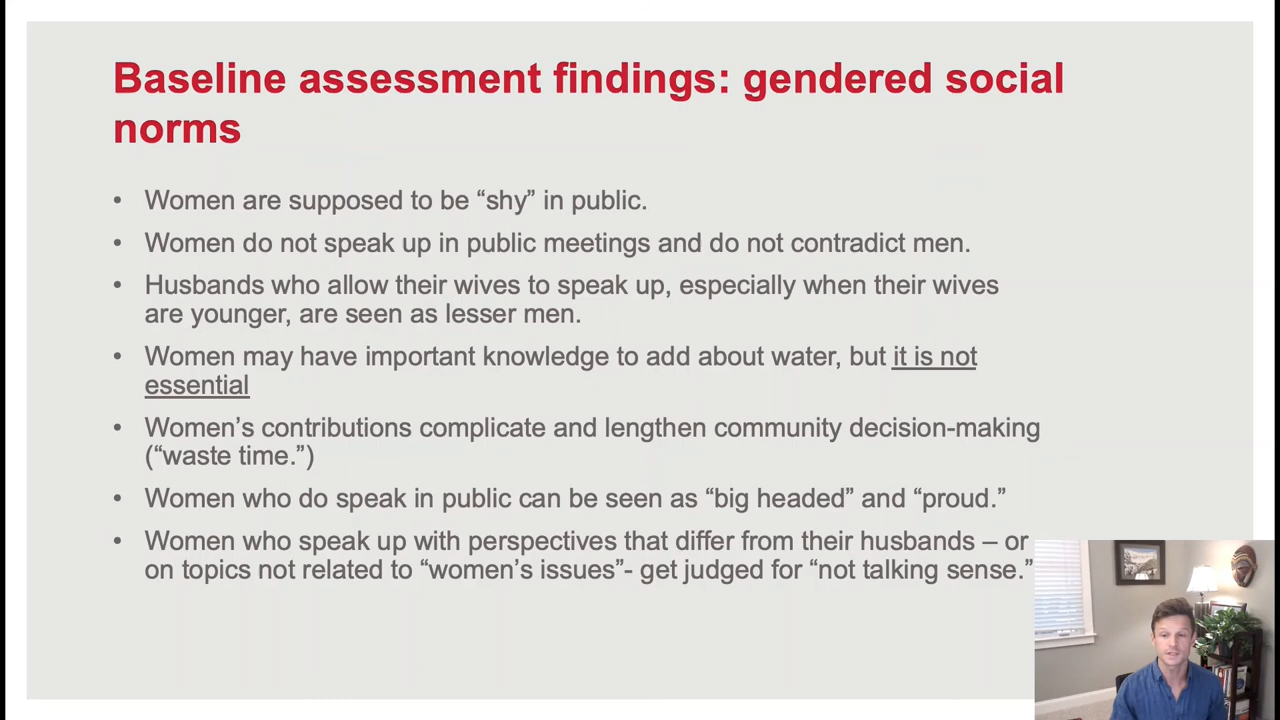 Baseline assessment findings: gendered social
norms
• Women are supposed to be “shy” in public.
• Women do not speak up in public meetings and do not contradict men.
• Husbands who allow their wives to speak up, especially when their wives
are younger, are seen as lesser men.
• Women may have important knowledge to add about water, but it is not
essential
• Women’s contributions complicate and lengthen community decision-making
(“waste time.”)
• Women who do speak in public can be seen as “big headed” and “proud.”
• Women who speak up with perspectives that differ from their husbands – or
on topics not related to “women’s issues”- get judged for “not talking sense.”